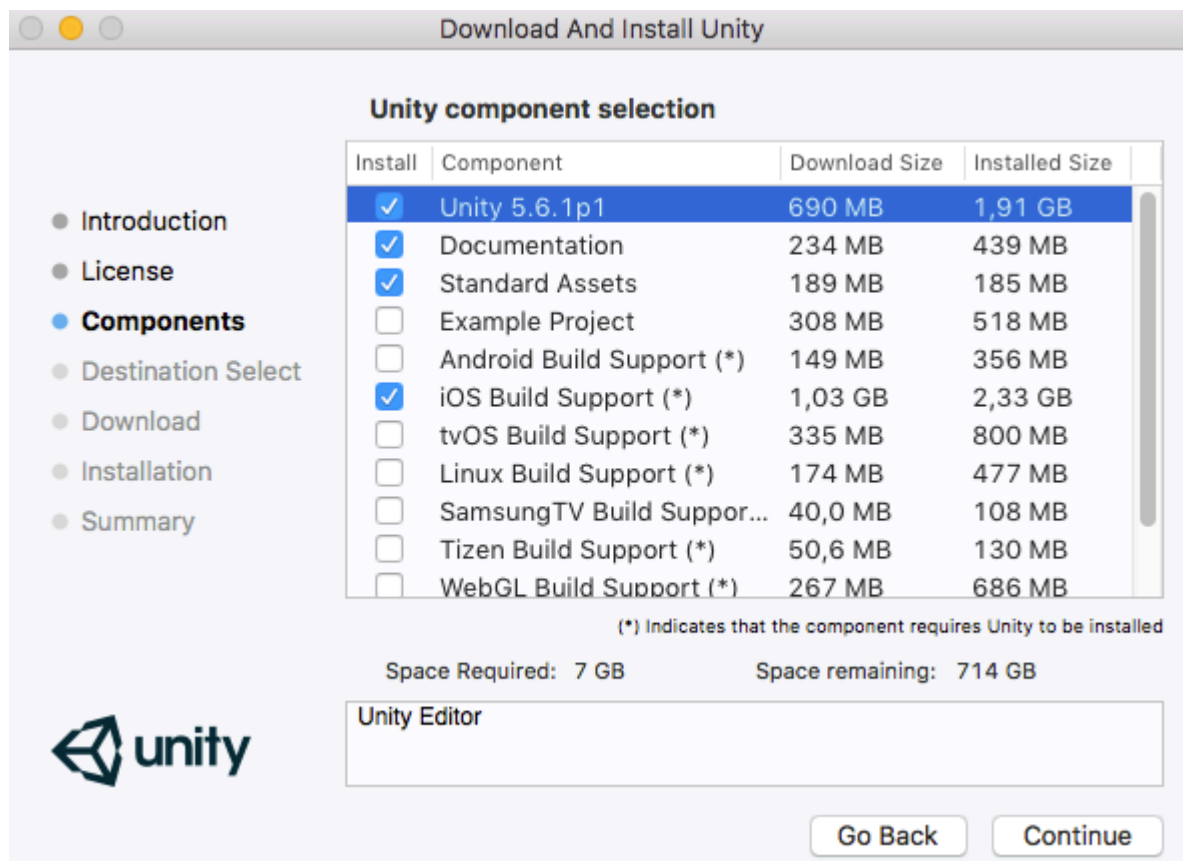 Download And Install Unity
Unity component selection
Install Component Download Size Installed Size
Unity 5.6.1p1 690 MB 1,91 GB
Documentation 234 MB 439 MB
Standard Assets 189 MB 185 MB
Example Project 308 MB 518 MB
Android Build Support (*) 149 MB 356 MB
iOS Build Support (*) 1,03 GB 2,33 GB
tvOS Build Support (*) 335 MB 800 MB
Linux Build Support (*) 174 MB 477 MB
SamsungTV Build Suppor... 40,0 MB 108 MB
Tizen Build Support (*) 50,6 MB 130 MB
WebGL Build Support (*) 267 MB 686 MB
Introduction
License
Components
Destination Select
Download
Installation
Summary
(*) Indicates that the component requires Unity to be installed
Space Required: 7 GB Space remaining: 714 GB
Unity Editor
unity
Go Back Continue